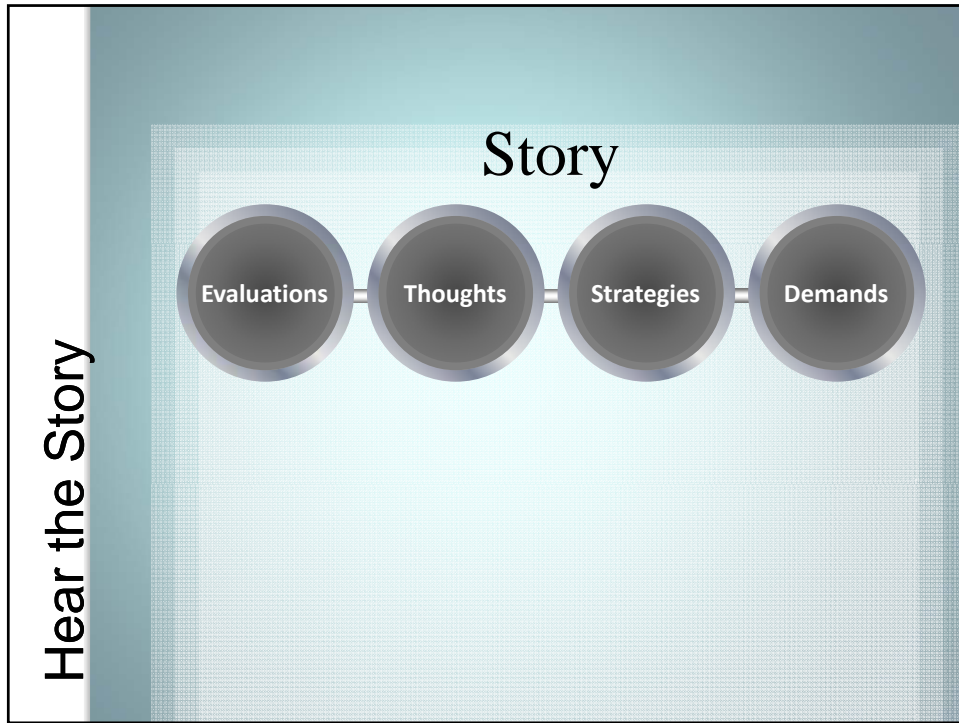 Hear the Story
Story
Evaluations
Thoughts
Strategies
Demands